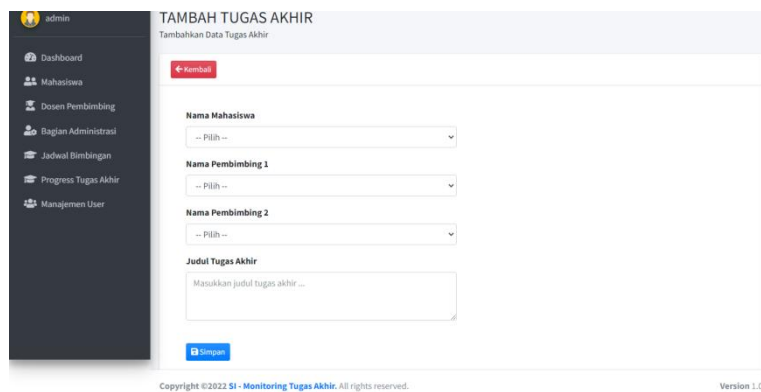 admin
Dashboard
Mahasiswa
Dosen Pembimbing
Bagian Administrasi
Jadwal Bimbingan
Progress Tugas Akhir
Manajemen User
TAMBAH TUGAS AKHIR
Tambahkan Data Tugas Akhir
Kembali
Nama Mahasiswa
-- Pilih --
Nama Pembimbing 1
-- Pilih --
Nama Pembimbing 2
-- Pilih --
Judul Tugas Akhir
Masukkan judul tugas akhir ...
Simpan
Copyright ©2022 SI - Monitoring Tugas Akhir. All rights reserved.
Version 1.0